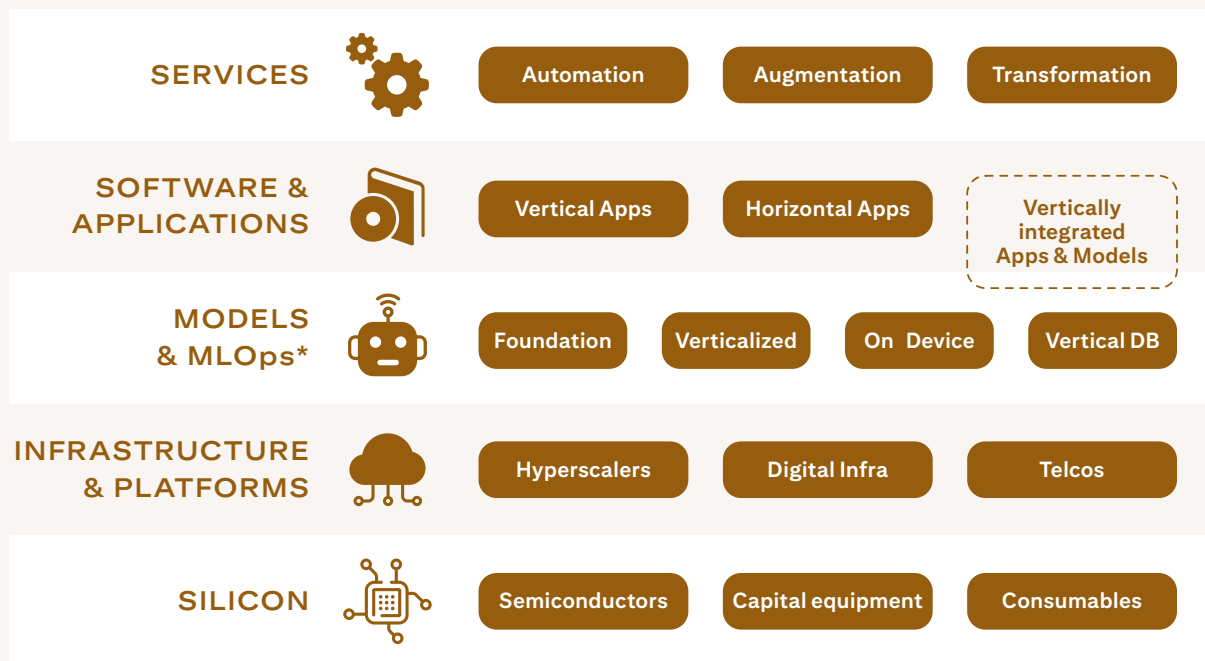 SERVICES
Automation
Augmentation
Transformation
SOFTWARE &
APPLICATIONS
Vertical Apps
Horizontal Apps
Vertically
integrated
Apps & Models
MODELS
& MLOps*
Foundation
Verticalized
On Device
Vertical DB
INFRASTRUCTURE
& PLATFORMS
Hyperscalers
Digital Infra
Telcos
SILICON
Semiconductors
Capital equipment
Consumables